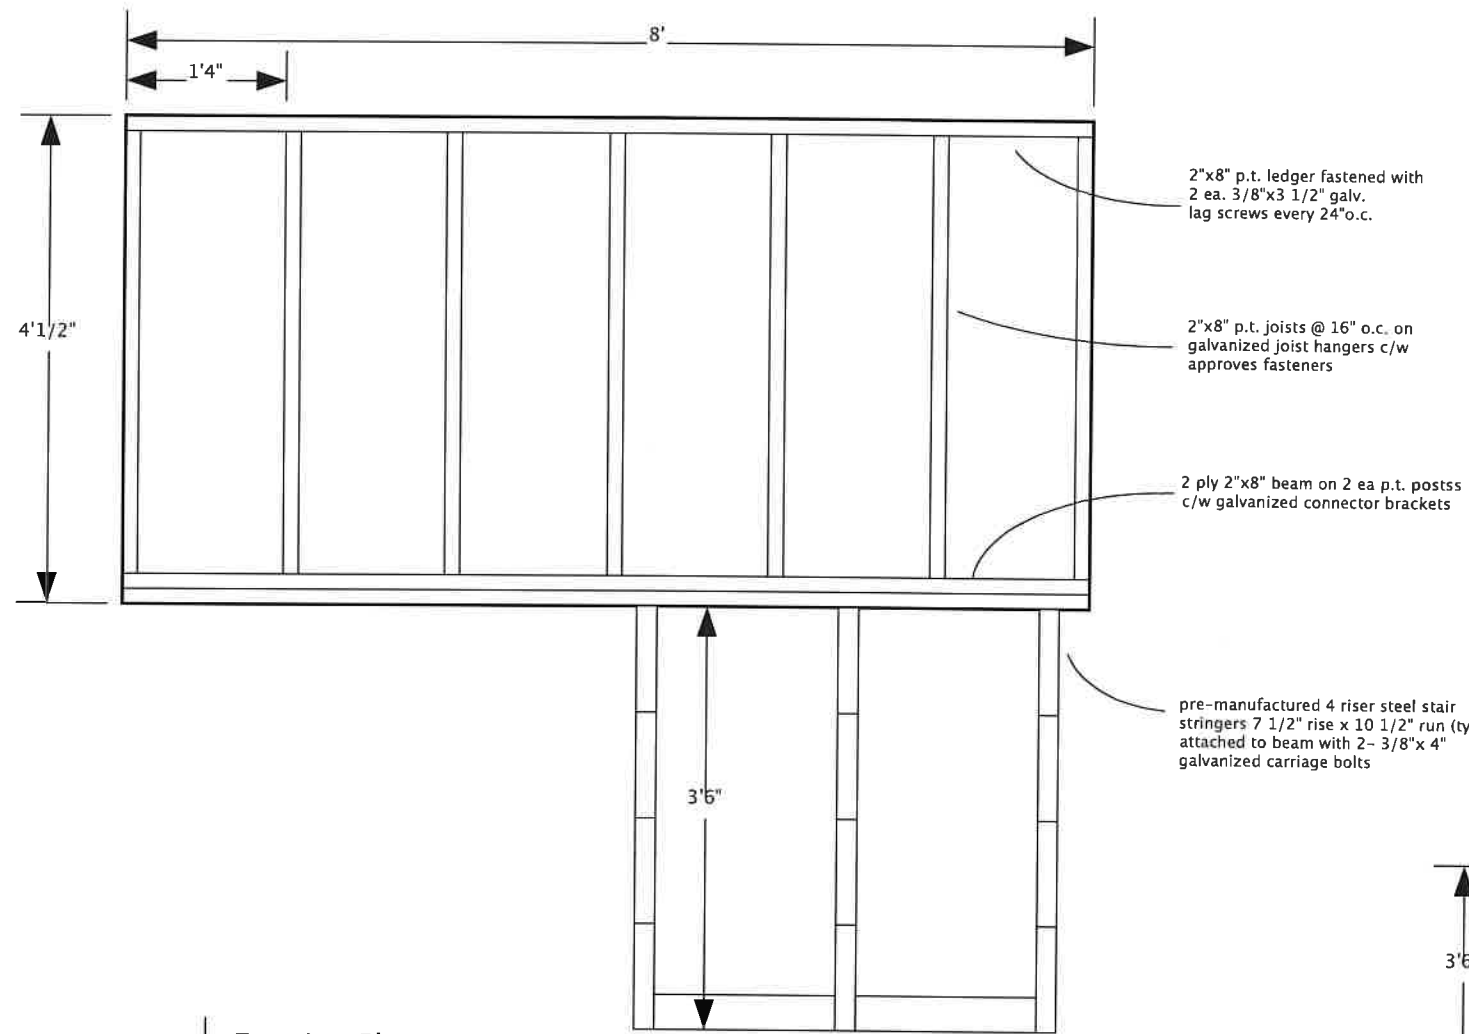 8'
1'4"
4'1/2"
2"x8" p.t. ledger fastened with
2 ea. 3/8"x3 1/2" galv.
lag screws every 24"o.c.
2"x8" p.t. joists @ 16" o.c. on
galvanized joist hangers c/w
approves fasteners
2 ply 2"x8" beam on 2 ea p.t. postss
c/w galvanized connector brackets
pre-manufactured 4 riser steel stair
stringers 7 1/2" rise x 10 1/2" run (ty
attached to beam with 2- 3/8"x 4"
galvanized carriage bolts
3'6"
3'6